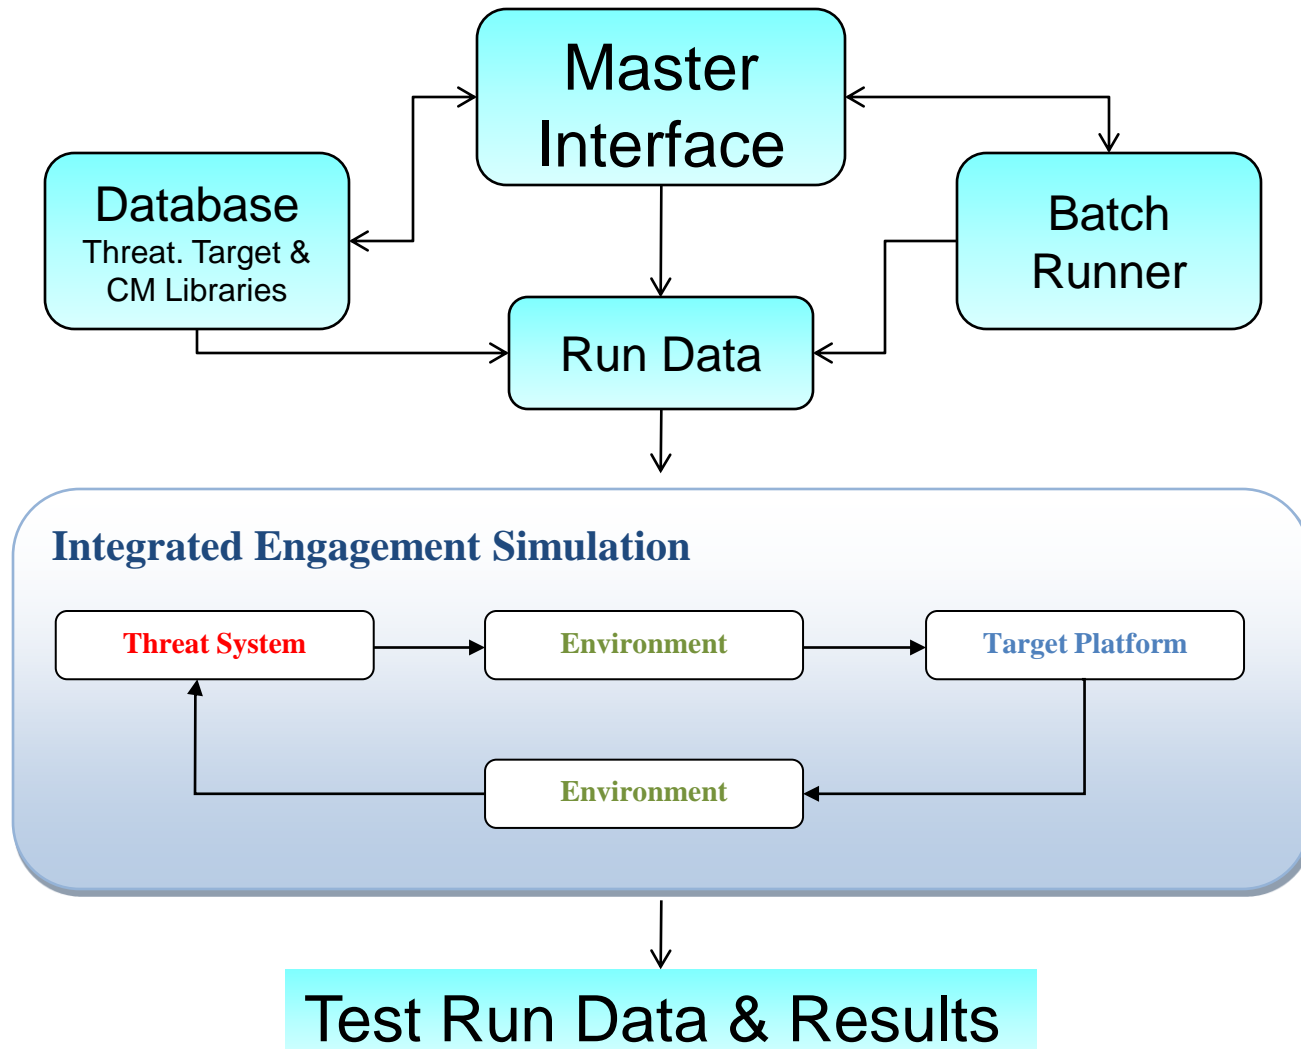 Master
Interface
Database
Threat. Target &
CM Libraries
Batch
Runner
Run Data
Integrated Engagement Simulation
Threat System
Environment
Target Platform
Environment
Test Run Data & Results